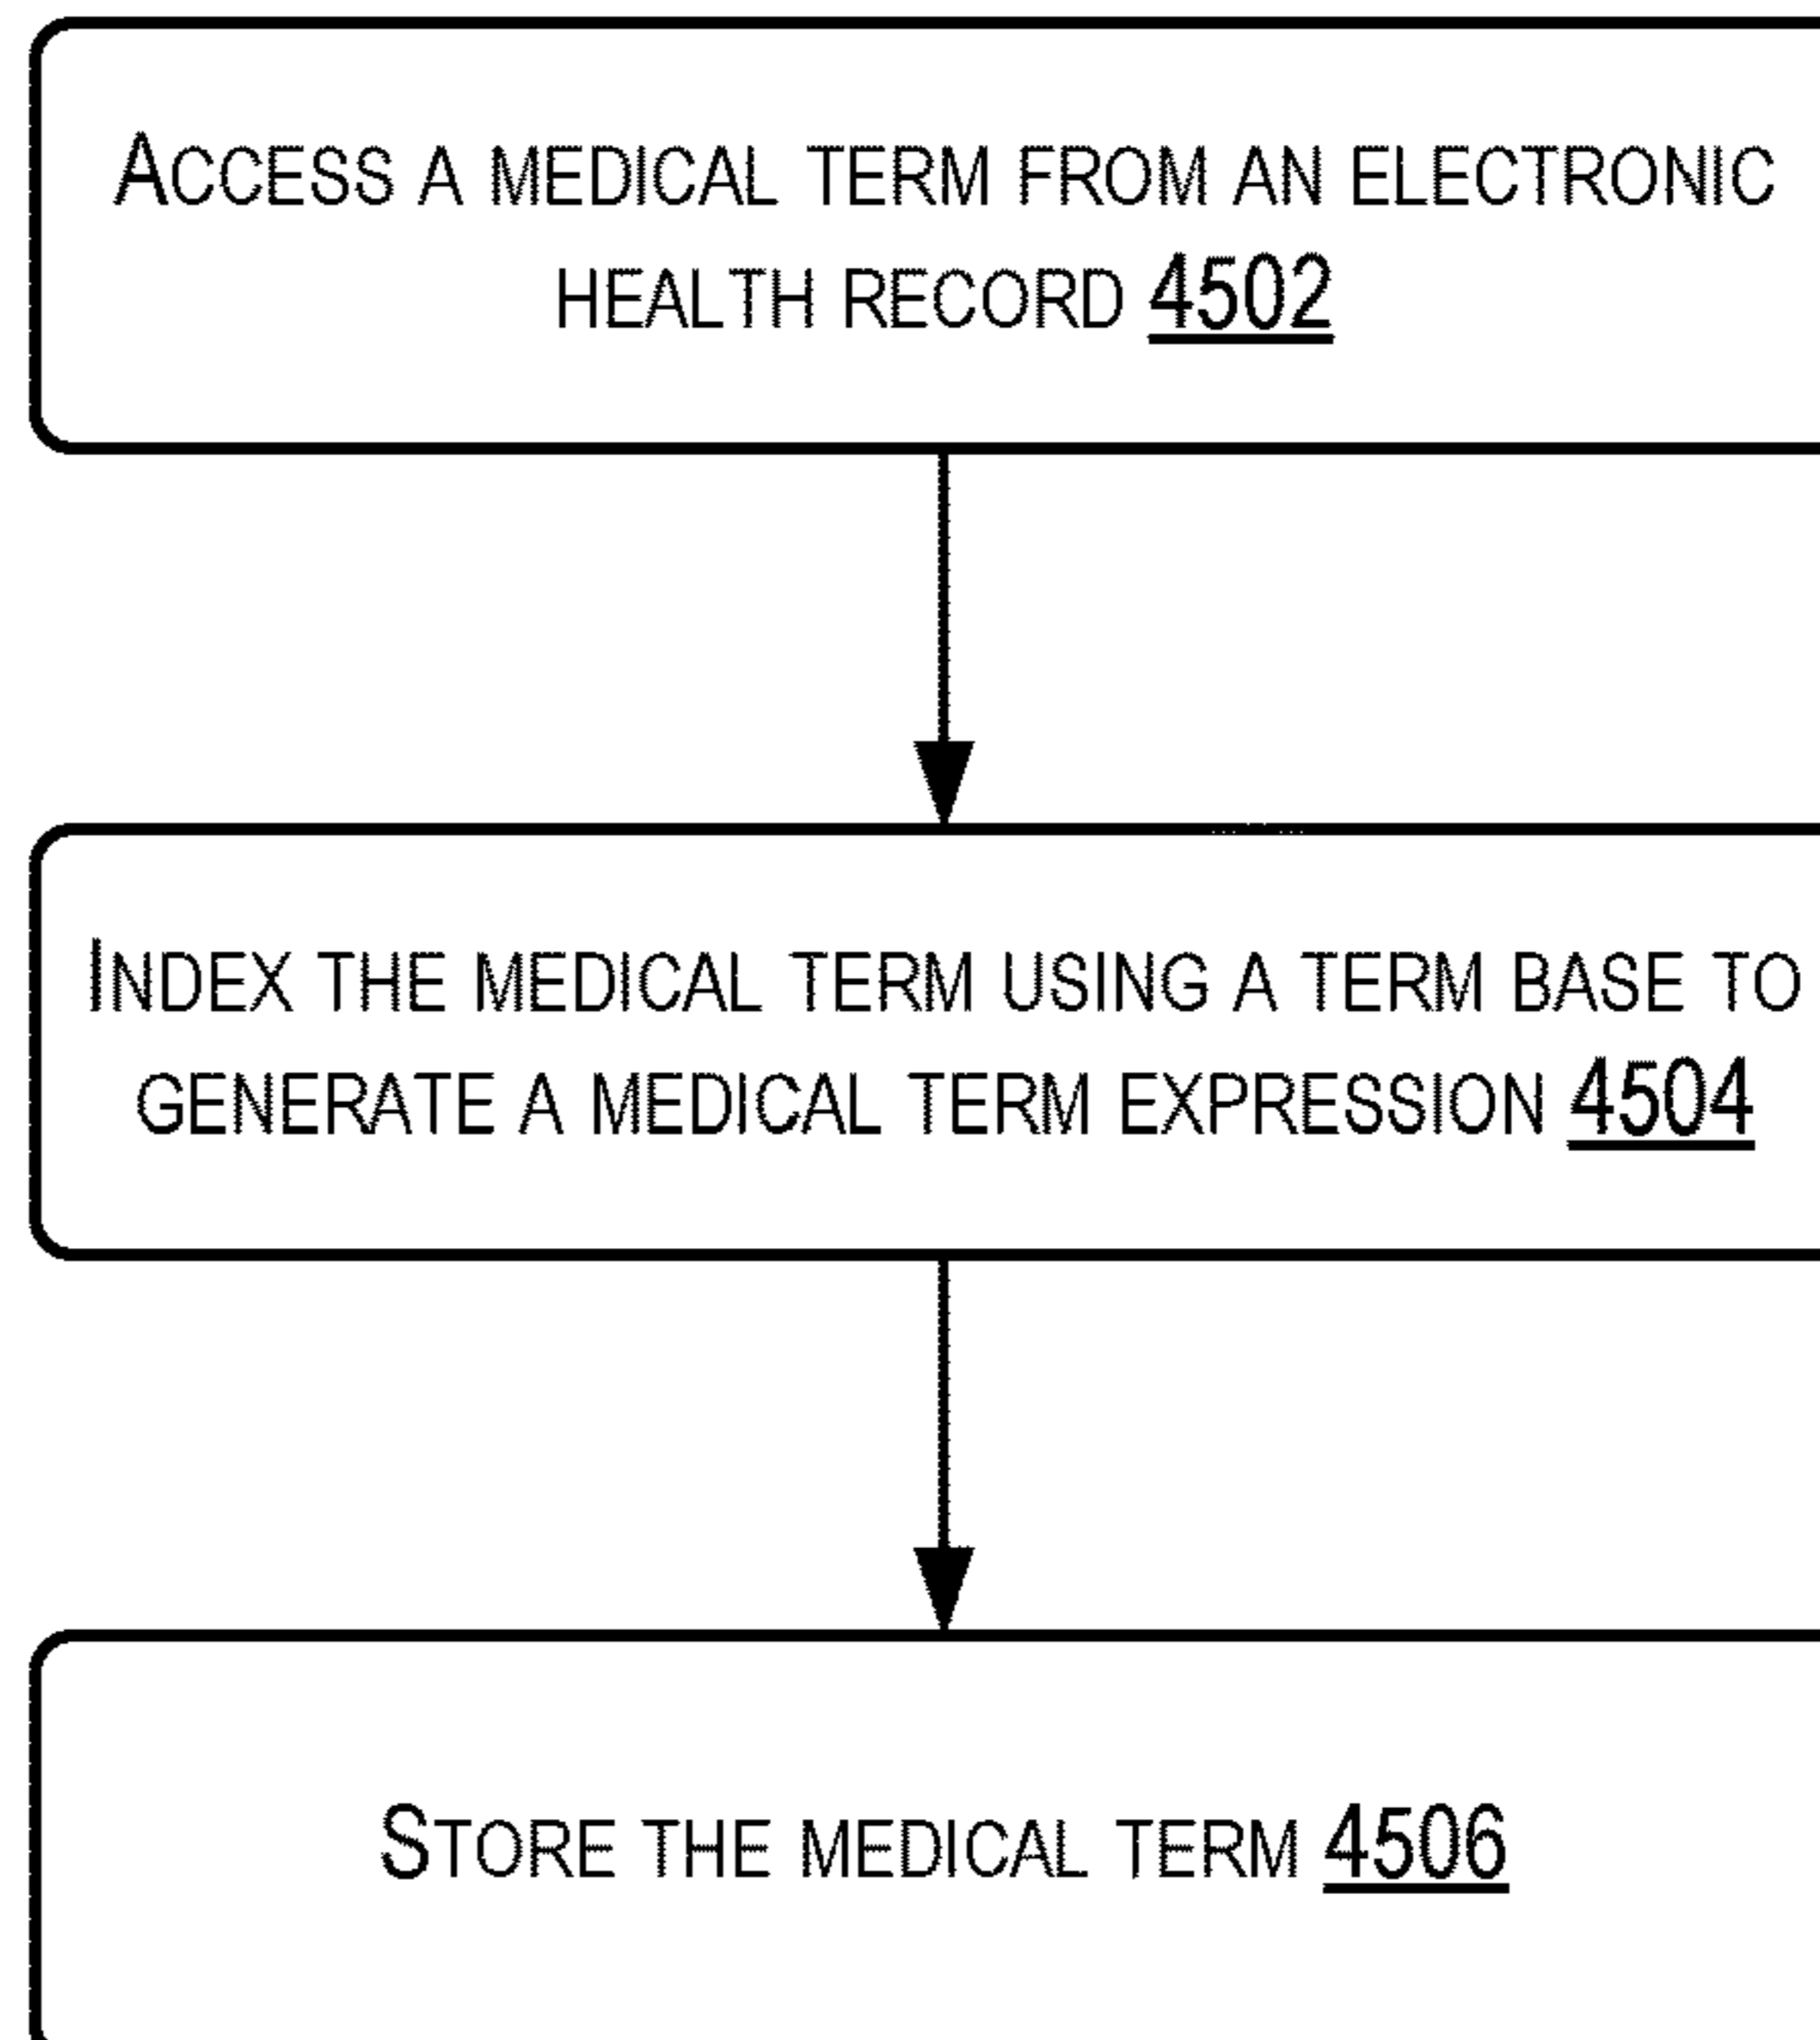 ACCESS A MEDICAL TERM FROM AN ELECTRONIC
HEALTH RECORD 4502
INDEX THE MEDICAL TERM USING A TERM BASE TO
GENERATE A MEDICAL TERM EXPRESSION 4504
STORE THE MEDICAL TERM 4506